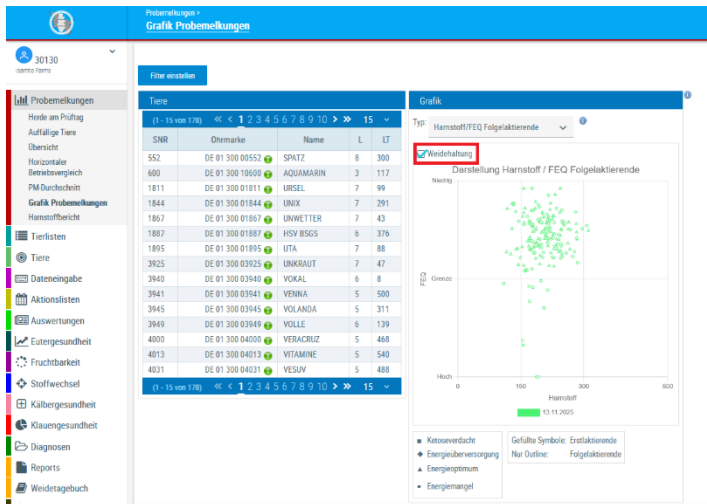 Probemelkungen >
Grafik Probemelkungen
30130
Filter einstellen
Probemelkungen
Herde am Prüftag
Auffällige Tiere
Übersicht
Horizontaler
Betriebsvergleich
PM-Durchschnitt
Grafik Probemelkungen
Harnstoffbericht
Tierlisten
Tiere
Dateneingabe
Aktionslisten
Auswertungen
Eutergesundheit
Fruchtbarkeit
Stoffwechsel
Kälbergesundheit
Klauengesundheit
Diagnosen
Reports
Weidetagebuch
Tiere
(1 - 15 von 178) 1 2 3 4 5 6 7 8 9 10 15
SNR Ohrmarke Name L LT
552 DE 01 300 00552 SPATZ 8 300
600 DE 01 300 10600 AQUAMARIN 3 117
1811 DE 01 300 01811 URSEL 7 99
1844 DE 01 300 01844 UNIX 7 291
1867 DE 01 300 01867 UNWETTER 7 43
1887 DE 01 300 01887 HSV BSGS 6 376
1895 DE 01 300 01895 UTA 7 88
3925 DE 01 300 03925 UNKRAUT 7 47
3940 DE 01 300 03940 VOKAL 6 8
3941 DE 01 300 03941 VENNA 5 500
3945 DE 01 300 03945 VOLANDA 5 311
3949 DE 01 300 03949 VOLLE 6 139
4000 DE 01 300 04000 VERACRUZ 5 468
4013 DE 01 300 04013 VITAMINE 5 540
4031 DE 01 300 04031 VESUV 5 488
(1 - 15 von 178) 1 2 3 4 5 6 7 8 9 10 15
Grafik
Typ: Harnstoff/FEQ Folgelaktierende
Weidehaltung
Darstellung Harnstoff / FEQ Folgelaktierende
Niedrig
FEQ
Grenze
Hoch
0 150 300 600
Harnstoff
13.11.2025
Ketoseverdacht
Energieüberversorgung
Energieoptimum
Energiemangel
Gefüllte Symbole: Erstlaktierende
Nur Outline: Folgelaktierende